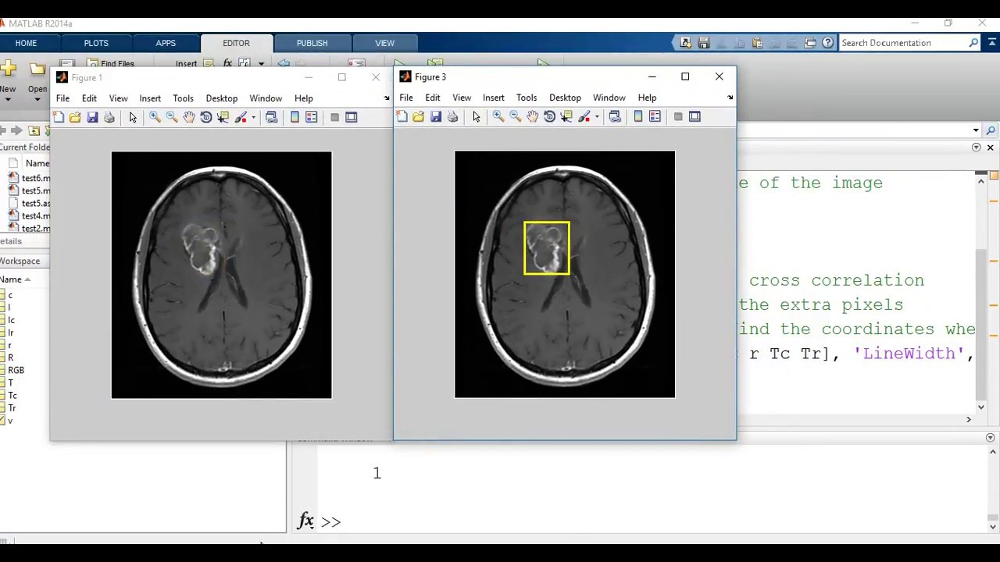 MATLAB R2014a
HOME PLOTS APPS EDITOR PUBLISH VIEW Search Documentation
Find Files Insert fx
New Open
Figure 1
File Edit View Insert Tools Desktop Window Help
Figure 3
File Edit View Insert Tools Desktop Window Help
Current Folde
Name
test6.m
test5.m
test5.as
test4.m
test2.m
etails
Workspace
Name
c
I
Ic
Ir
r
R
RGB
T
Tc
Tr
v
e of the image
cross correlation
the extra pixels
ind the coordinates whe
r Tc Tr], 'LineWidth',
1
fx >>